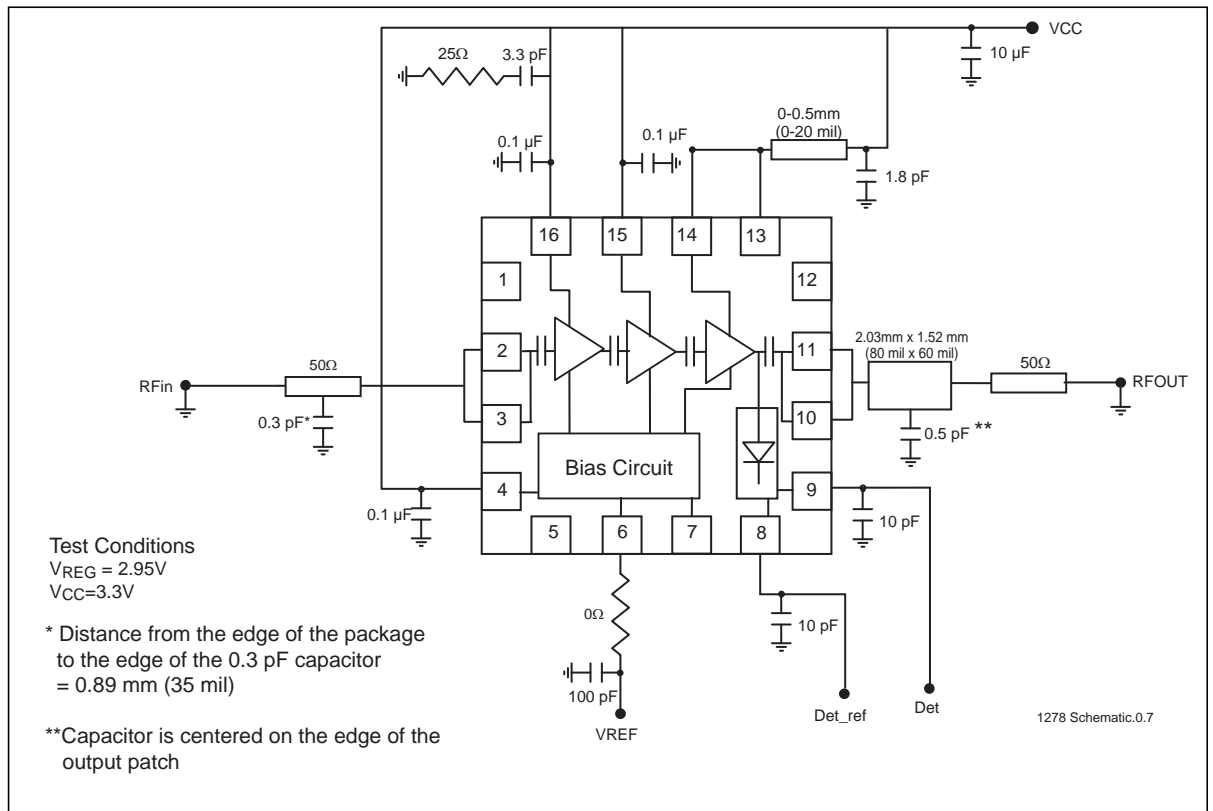 VCC
25Ω
3.3 pF
10 µF
0-0.5mm
(0-20 mil)
0.1 µF
0.1 µF
1.8 pF
16
15
14
13
1
12
2
11
2.03mm x 1.52 mm
(80 mil x 60 mil)
50Ω
50Ω
RFin
RFOUT
0.3 pF*
3
10
0.5 pF **
Bias Circuit
4
9
0.1 µF
10 pF
5
6
7
8
Test Conditions
VREG = 2.95V
VCC=3.3V
0Ω
10 pF
* Distance from the edge of the package
to the edge of the 0.3 pF capacitor
= 0.89 mm (35 mil)
100 pF
Det_ref
Det
1278 Schematic.0.7
VREF
**Capacitor is centered on the edge of the
output patch